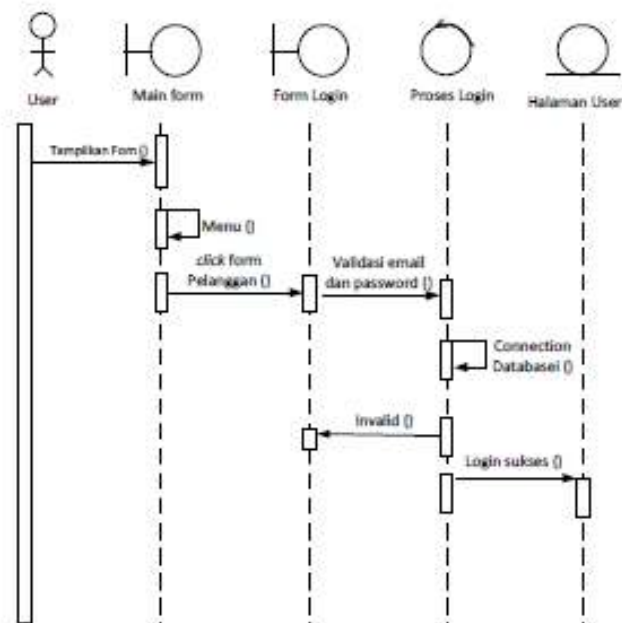 User
Main form
Form Login
Proses Login
Halaman User
Tampilkan Fom ()
Menu ()
click form
Pelanggan ()
Validasi email
dan password ()
Connection
Databasei ()
Invalid ()
Login sukses ()